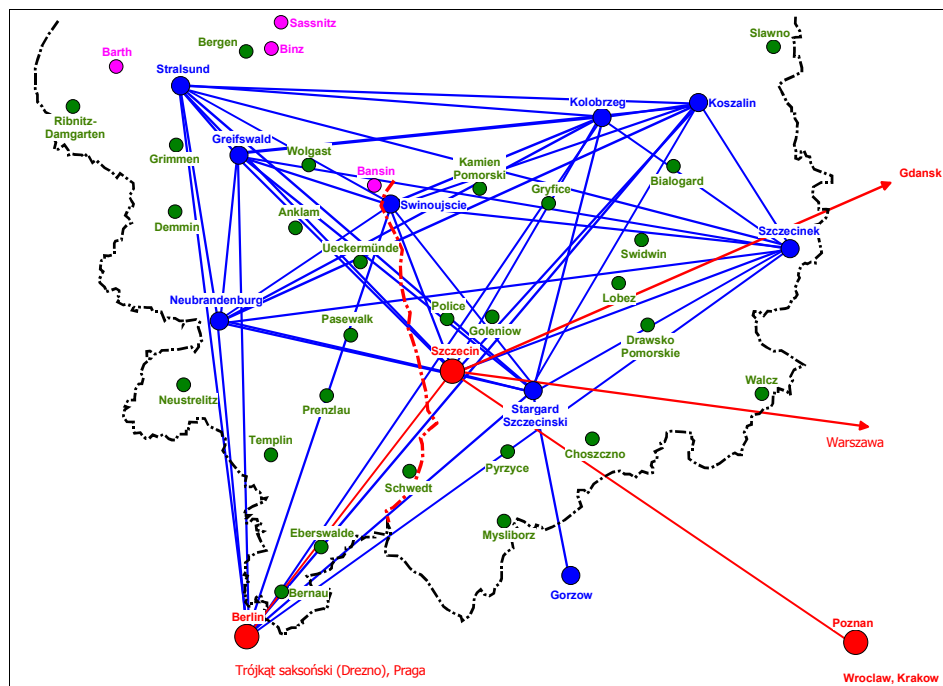 Sassnitz
Slawno
Bergen
Binz
Barth
Stralsund
Kolobrzeg
Koszalin
Ribnitz-
Damgarten
Greifswald
Wolgast
Grimmen
Kamien
Pomorski
Bansin
Gryfice
Bialogard
Gdansk
Swinoujscie
Anklam
Demmin
Szczecinek
Ueckermünde
Swidwin
Neubrandenburg
Lobez
Police
Pasewalk
Goleniow
Drawsko
Pomorskie
Szczecin
Neustrelitz
Prenzlau
Stargard
Szczecinski
Walcz
Templin
Warszawa
Choszczno
Pyrzyce
Schwedt
Eberswalde
Mysliborz
Bernau
Gorzow
Berlin
Poznan
Trójkąt saksoński (Drezno), Praga
Wroclaw, Krakow